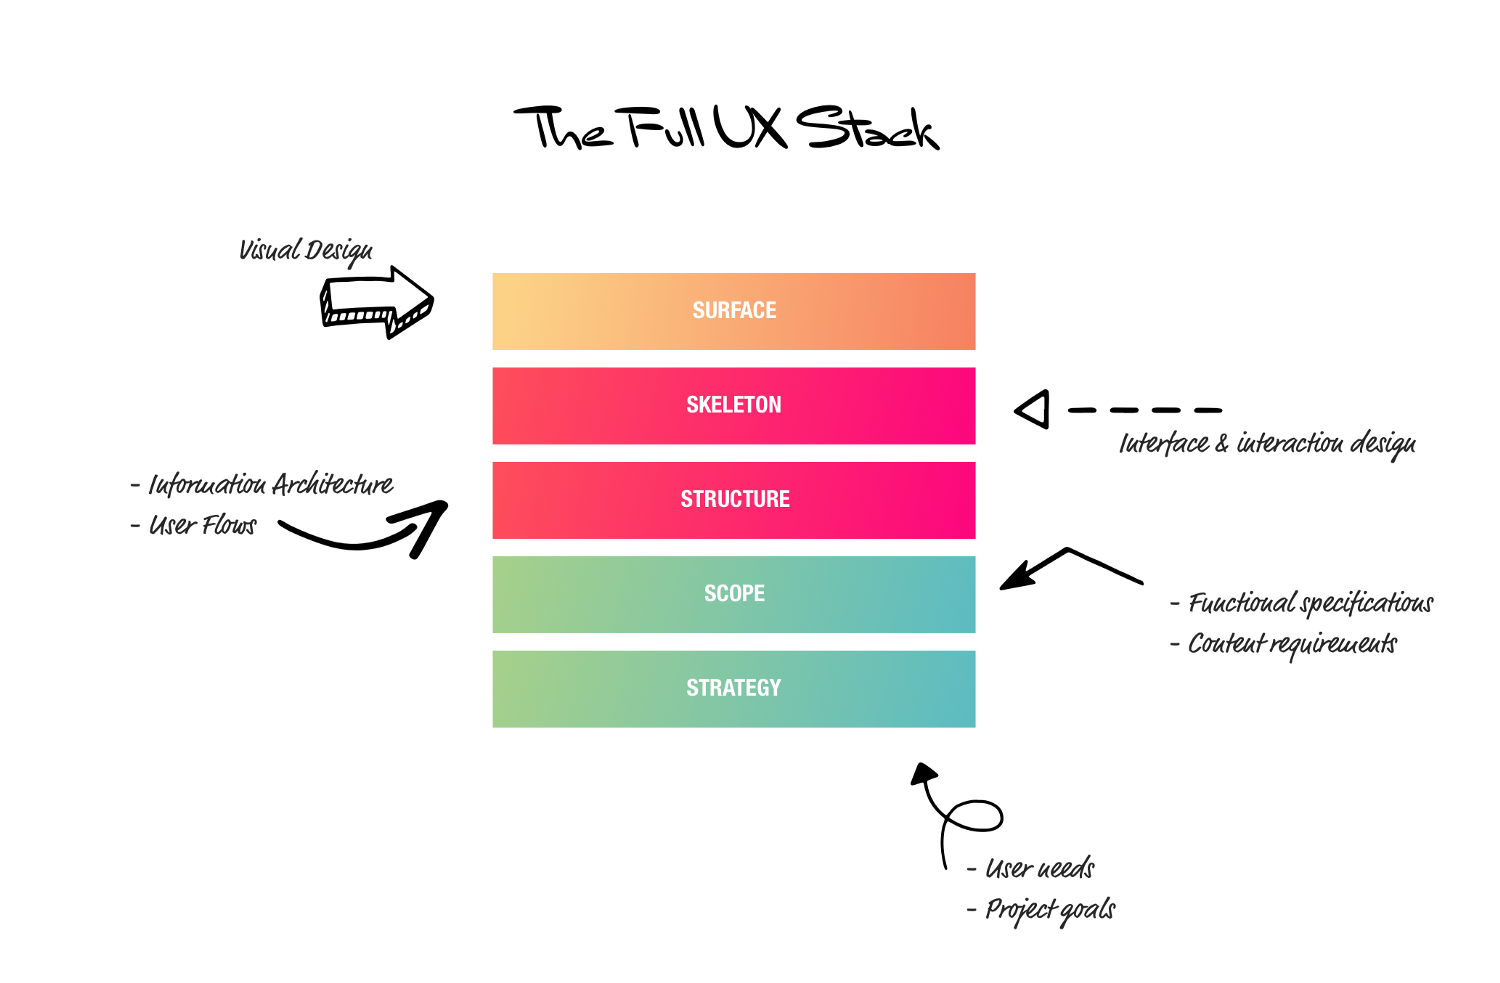 The Full UX Stack
Visual Design
SURFACE
SKELETON
Interface & interaction design
- Information Architecture
- User Flows
STRUCTURE
SCOPE
- Functional specifications
- Content requirements
STRATEGY
- User needs
- Project goals